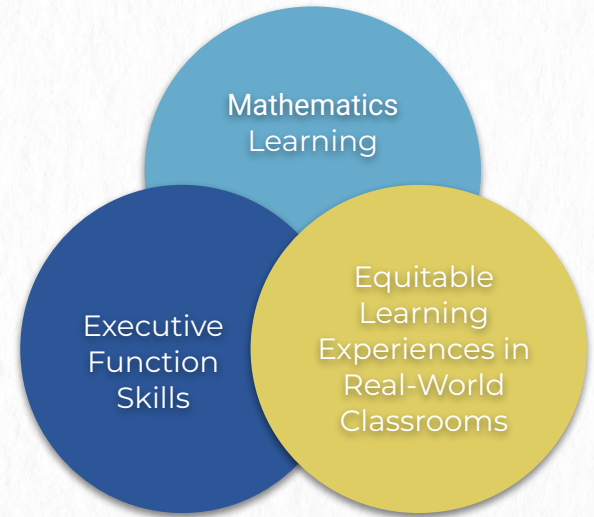 Mathematics
Learning
Executive
Function
Skills
Equitable
Learning
Experiences in
Real-World
Classrooms